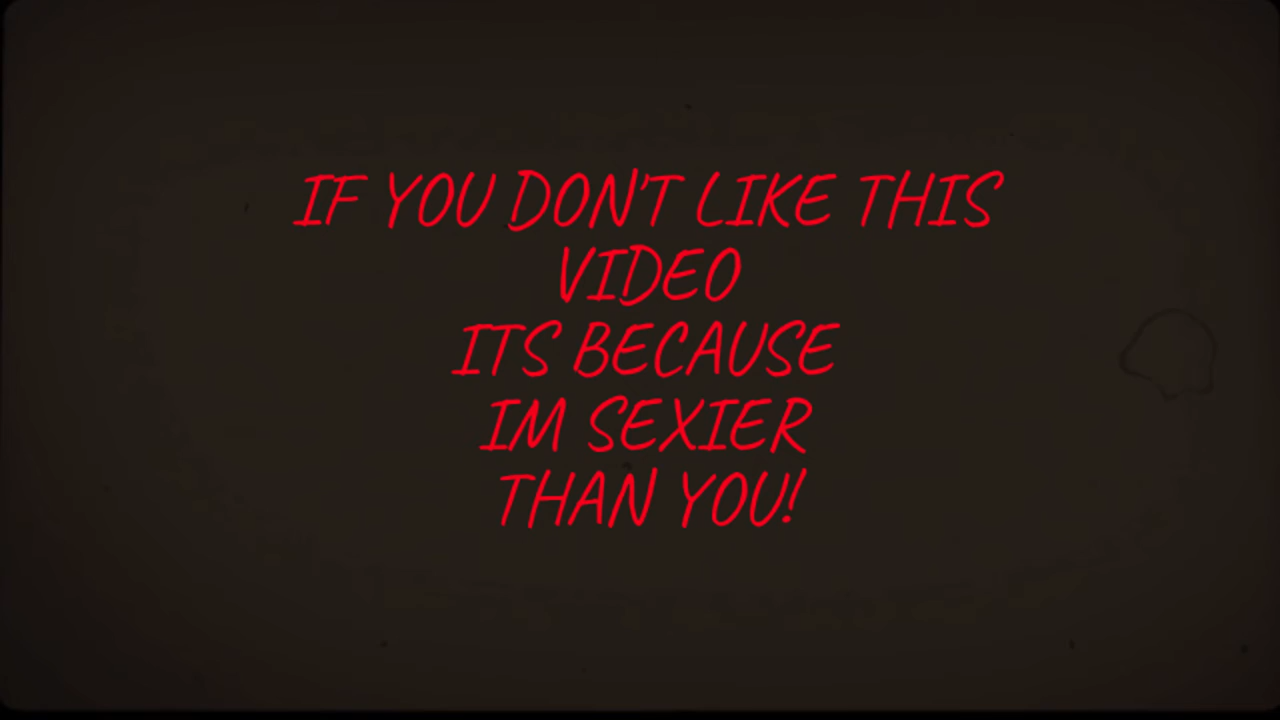 IF YOU DON'T LIKE THIS
VIDEO
ITS BECAUSE
IM SEXIER
THAN YOU!